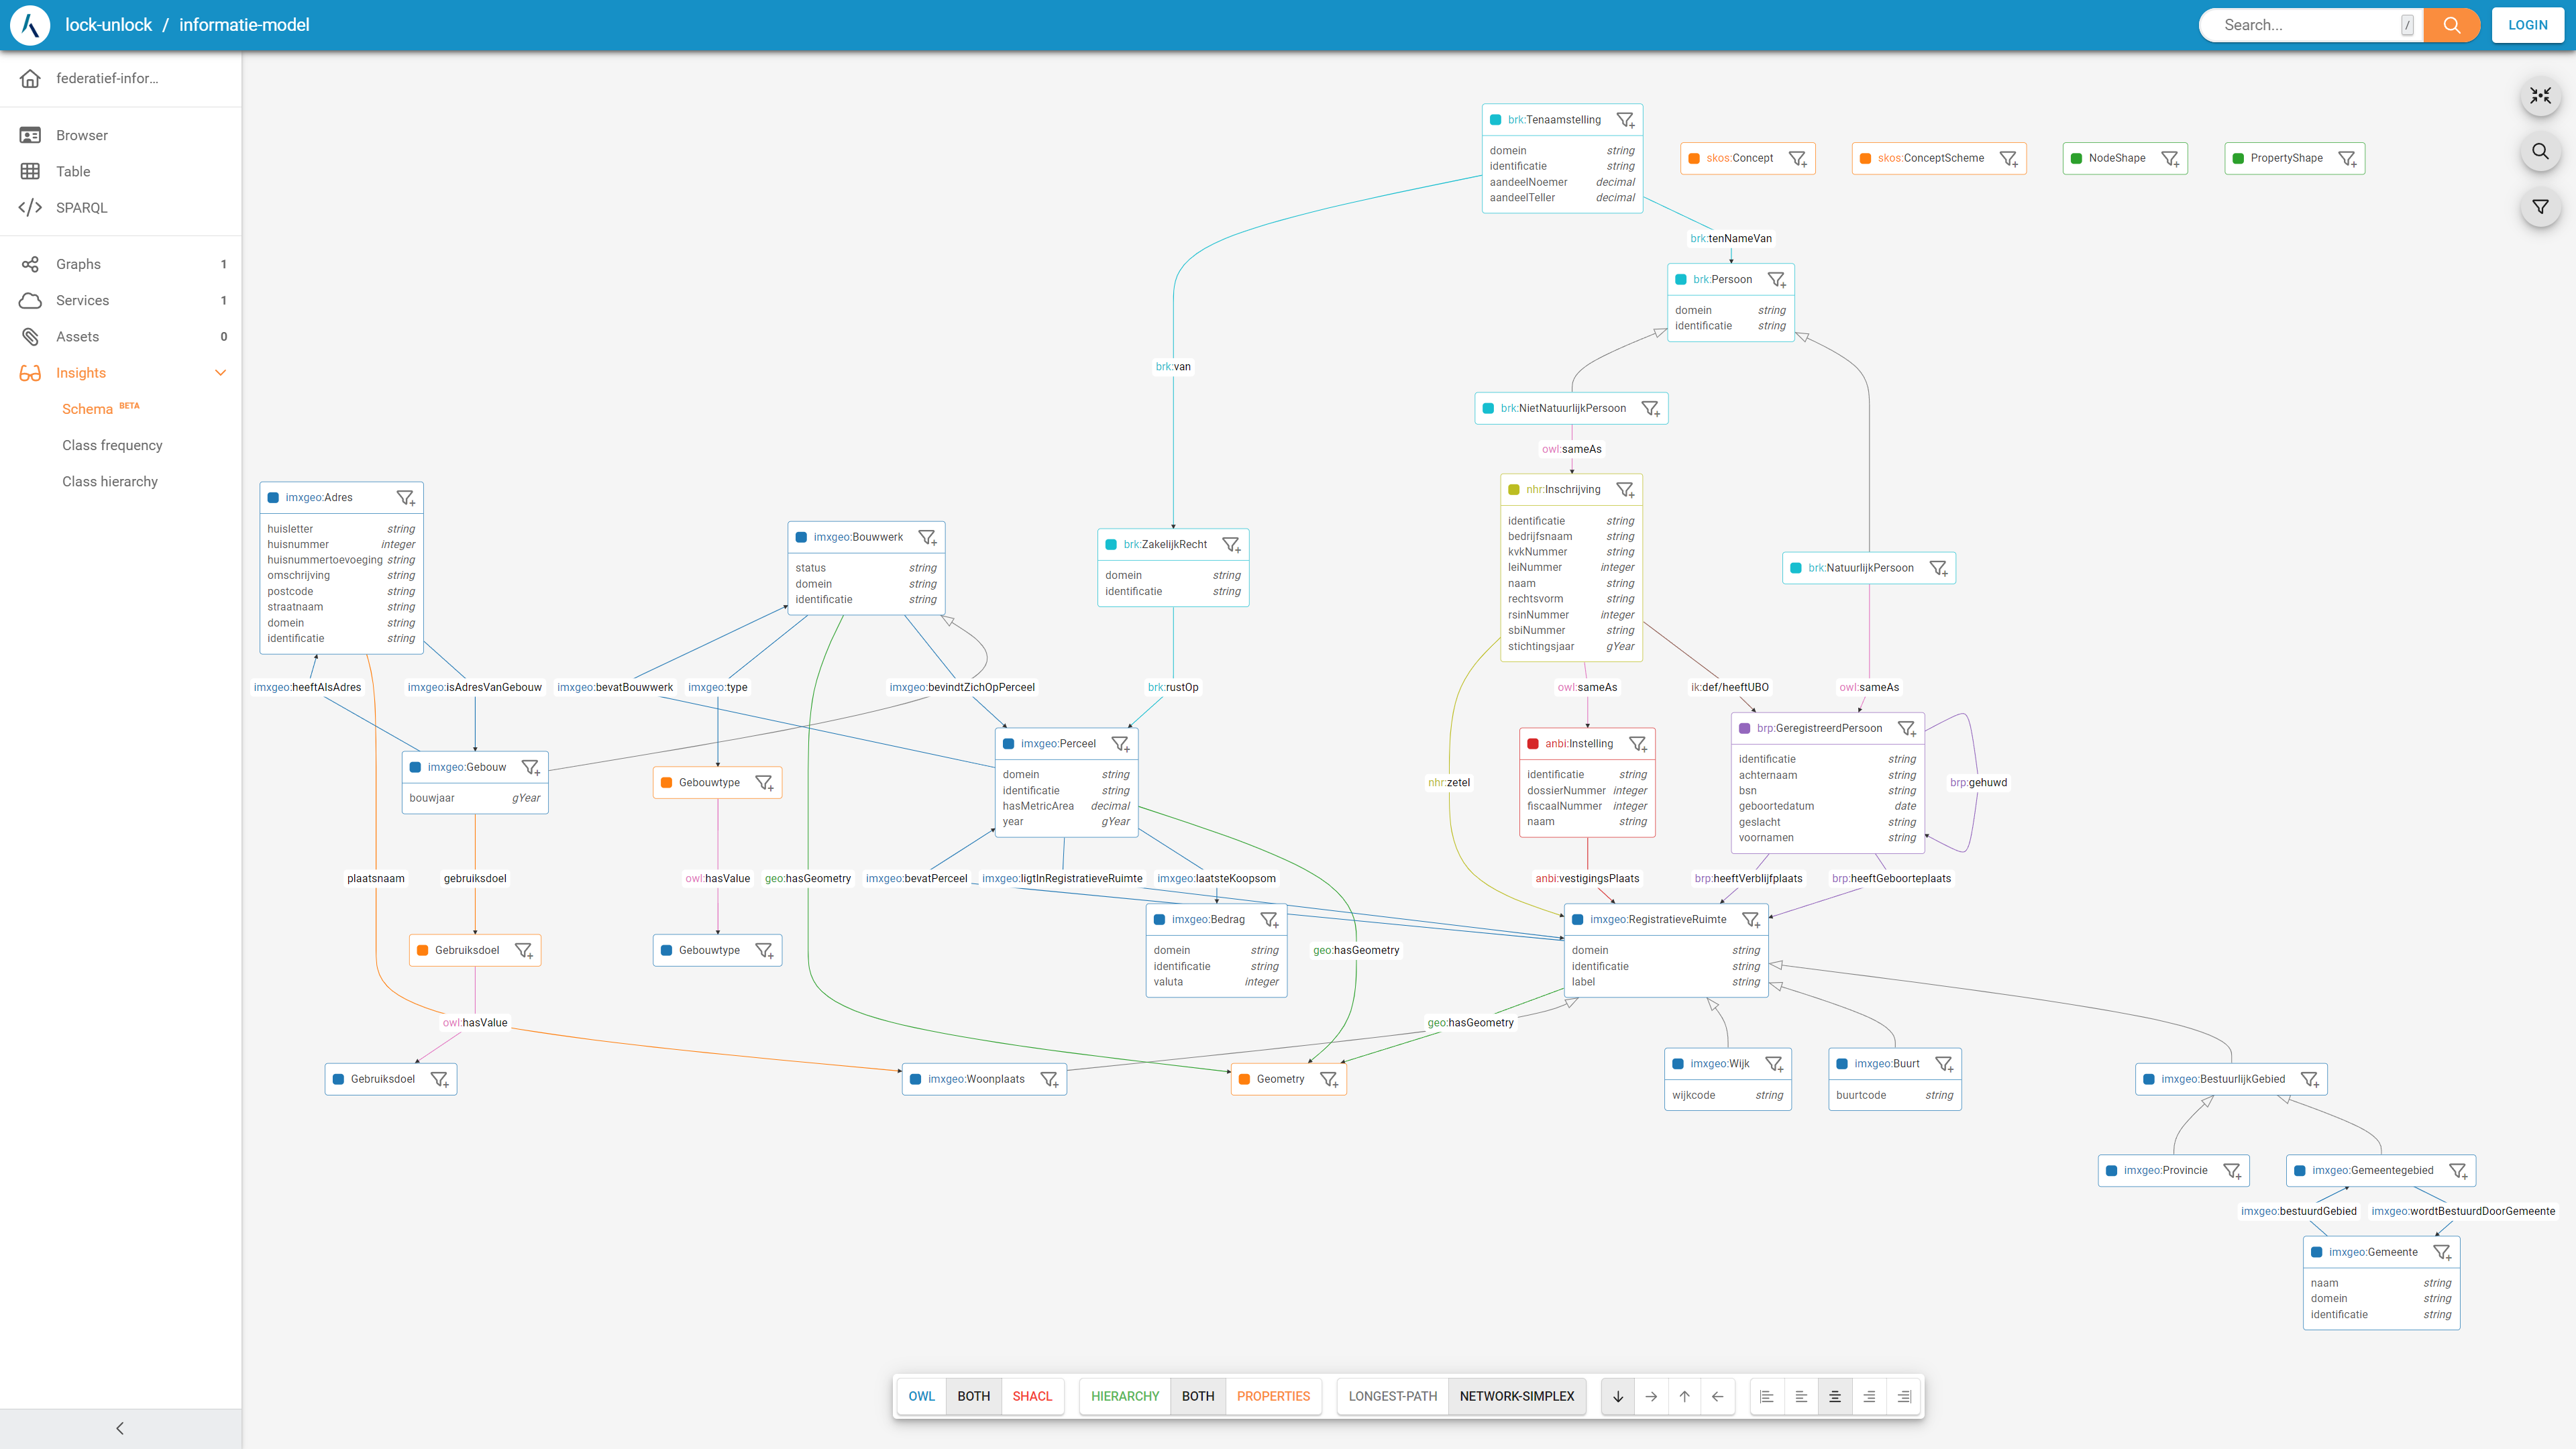 lock-unlock / informatie-model
Search... /
LOGIN
federatief-infor...
Browser
Table
SPARQL
Graphs 1
Services 1
Assets 0
Insights
Schema BETA
Class frequency
Class hierarchy
brk:Tenaamstelling
domein string
identificatie string
aandeelNoemer decimal
aandeelTeller decimal
skos:Concept
skos:ConceptScheme
NodeShape
PropertyShape
brk:tenNameVan
brk:Persoon
domein string
identificatie string
brk:van
brk:NietNatuurlijkPersoon
owl:sameAs
nhr:Inschrijving
identificatie string
bedrijfsnaam string
kvkNummer string
leiNummer integer
naam string
rechtsvorm string
rsinNummer integer
sbiNummer string
stichtingsjaar gYear
imxgeo:Adres
huisletter string
huisnummer integer
huisnummertoevoeging string
omschrijving string
postcode string
straatnaam string
domein string
identificatie string
imxgeo:Bouwwerk
status string
domein string
identificatie string
brk:ZakelijkRecht
domein string
identificatie string
brk:NatuurlijkPersoon
imxgeo:heeftAlsAdres
imxgeo:isAdresVanGebouw
imxgeo:bevatBouwwerk
imxgeo:type
imxgeo:bevindtZichOpPerceel
brk:rustOp
owl:sameAs
ik:def/heeftUBO
owl:sameAs
imxgeo:Gebouw
bouwjaar gYear
Gebouwtype
imxgeo:Perceel
domein string
identificatie string
hasMetricArea decimal
year gYear
nhr:zetel
anbi:Instelling
identificatie string
dossierNummer integer
fiscaalNummer integer
naam string
brp:GeregistreerdPersoon
identificatie string
achternaam string
bsn string
geboortedatum date
geslacht string
voornamen string
brp:gehuwd
plaatsnaam
gebruiksdoel
owl:hasValue
geo:hasGeometry
imxgeo:bevatPerceel
imxgeo:ligtInRegistratieveRuimte
imxgeo:laatsteKoopsom
anbi:vestigingsPlaats
brp:heeftVerblijfplaats
brp:heeftGeboorteplaats
Gebruiksdoel
Gebouwtype
imxgeo:Bedrag
domein string
identificatie string
valuta integer
geo:hasGeometry
imxgeo:RegistratieveRuimte
domein string
identificatie string
label string
owl:hasValue
geo:hasGeometry
Gebruiksdoel
imxgeo:Woonplaats
Geometry
imxgeo:Wijk
wijkcode string
imxgeo:Buurt
buurtcode string
imxgeo:BestuurlijkGebied
imxgeo:Provincie
imxgeo:Gemeentegebied
imxgeo:bestuurdGebied
imxgeo:wordtBestuurdDoorGemeente
imxgeo:Gemeente
naam string
domein string
identificatie string
OWL BOTH SHACL HIERARCHY BOTH PROPERTIES LONGEST-PATH NETWORK-SIMPLEX